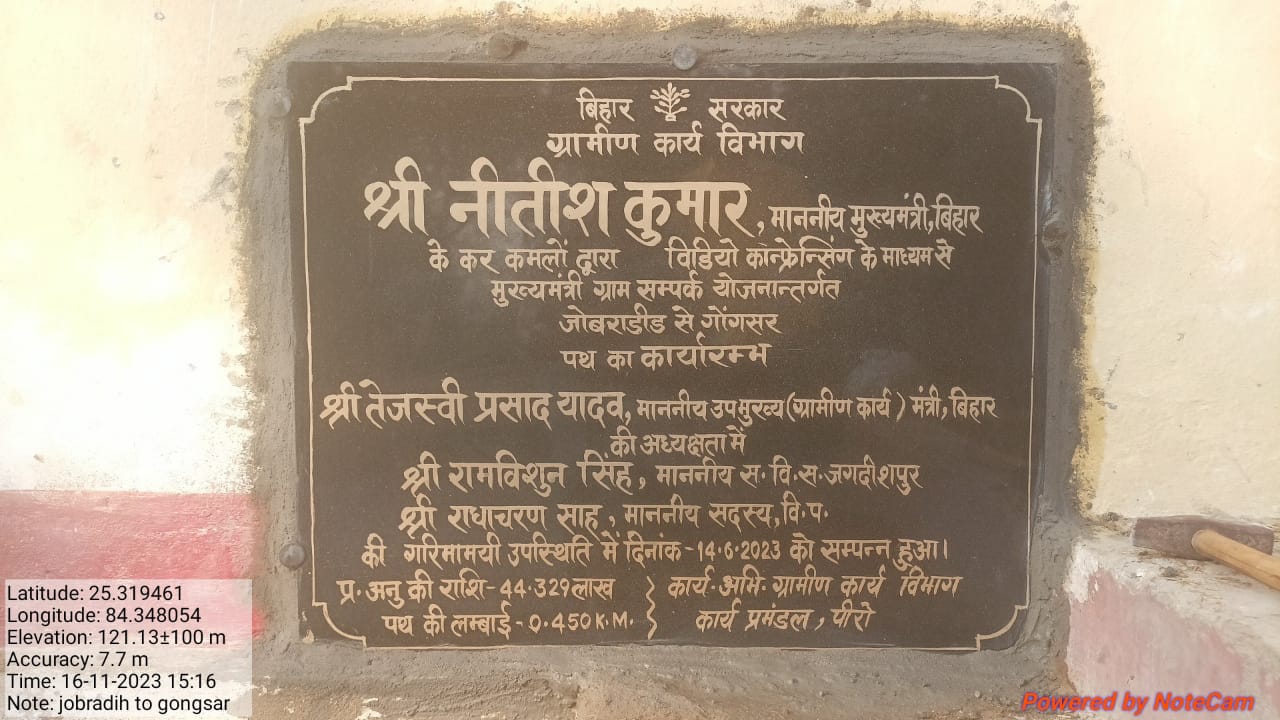 बिहार सरकार
ग्रामीण कार्य विभाग
श्री नीतीश कुमार, माननीय मुख्यमंत्री, बिहार
के कर कमलों द्वारा विडियो कॉन्फ्रेन्सिंग के माध्यम से
मुख्यमंत्री ग्राम सम्पर्क योजनान्तर्गत
जोबराडीह से गोंगसर
पथ का कार्यारम्भ
श्री तेजस्वी प्रसाद यादव, माननीय उपमुख्य (ग्रामीण कार्य) मंत्री, बिहार
की अध्यक्षता में
श्री रामविशुन सिंह, माननीय स. वि. स. जगदीशपुर
श्री राधाचरण साह, माननीय सदस्य, वि. प.
की गरिमामयी उपस्थिति में दिनांक-14.6.2023 को सम्पन्न हुआ।
प्र. अनु की राशि- 44.329 लाख } कार्य. अभि. ग्रामीण कार्य विभाग
पथ की लम्बाई- 0.450 K.M. कार्य प्रमंडल, पीरो
Latitude: 25.319461
Longitude: 84.348054
Elevation: 121.13±100 m
Accuracy: 7.7 m
Time: 16-11-2023 15:16
Note: jobradih to gongsar
Powered by NoteCam